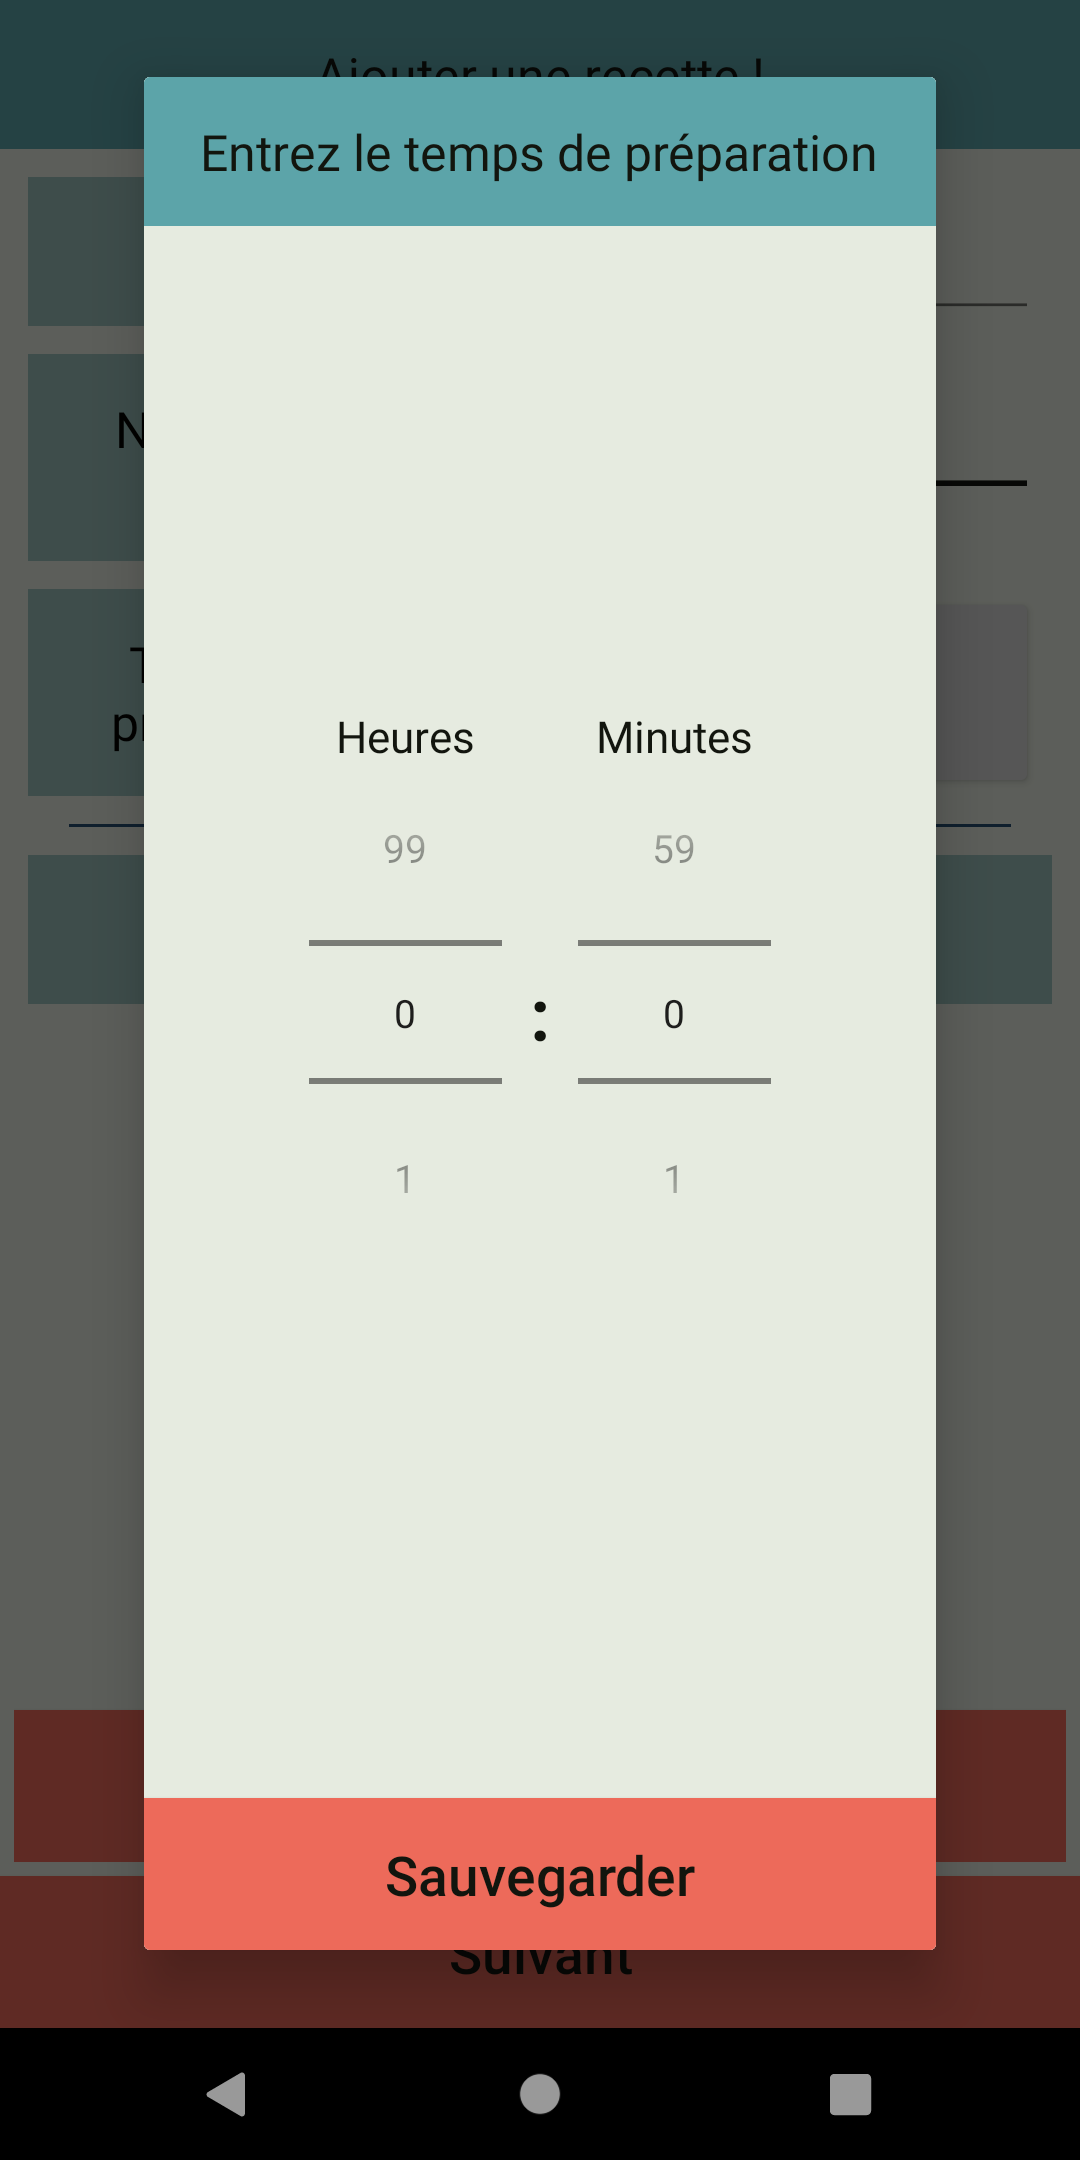 Ajouter une recette !
Entrez le temps de préparation
Heures Minutes
99 59
0 : 0
1 1
Sauvegarder
Suivant